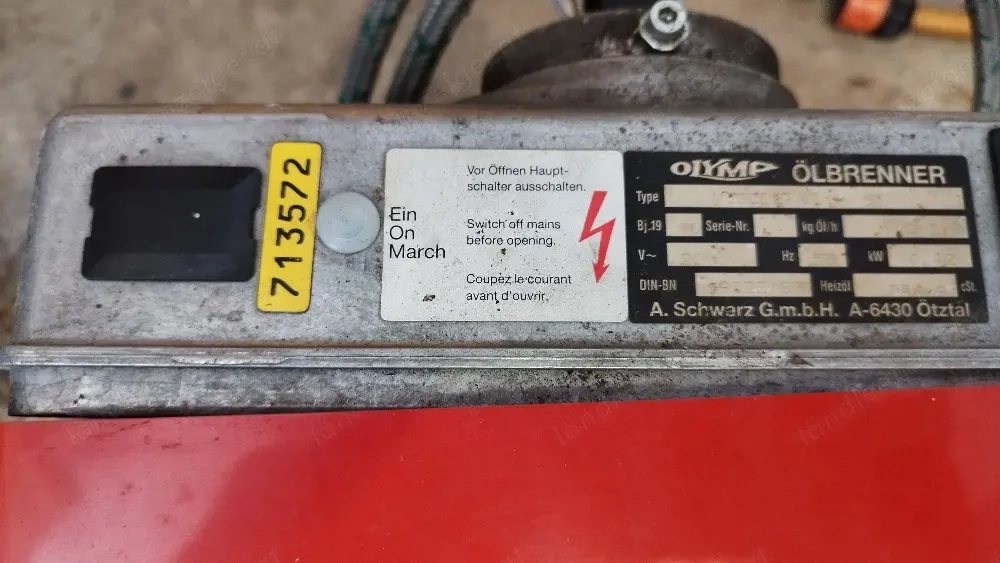 713572
Ein
On
March
Vor Öffnen Haupt-
schalter ausschalten.
Switch off mains
before opening.
Coupez le courant
avant d'ouvrir.
OLYMP ÖLBRENNER
Type
Bj.19 Serie-Nr. kg Öl/h
V~ Hz kW
DIN-BN Heizöl cSt.
A. Schwarz G.m.b.H. A-6430 Ötztal